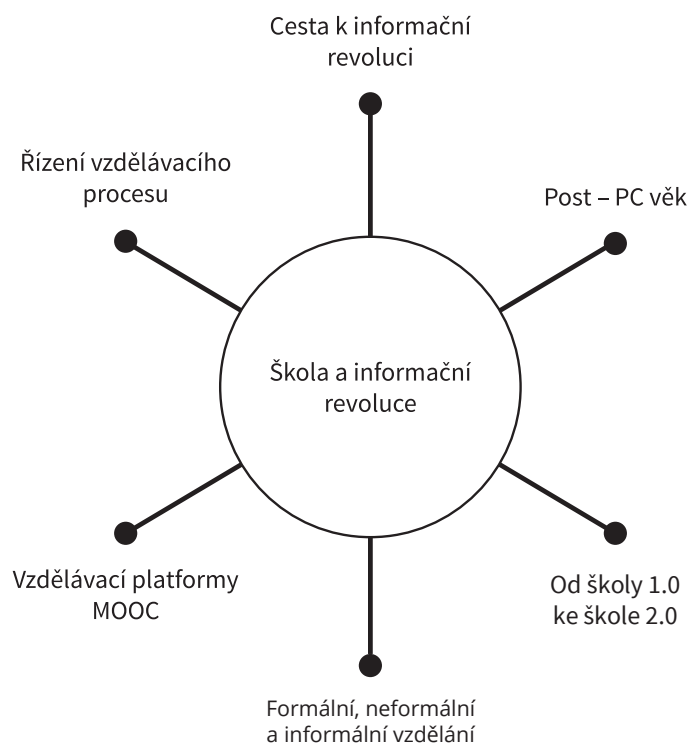 Cesta k informační
revoluci
Řízení vzdělávacího
procesu
Post – PC věk
Škola a informační
revoluce
Vzdělávací platformy
MOOC
Od školy 1.0
ke škole 2.0
Formální, neformální
a informální vzdělání